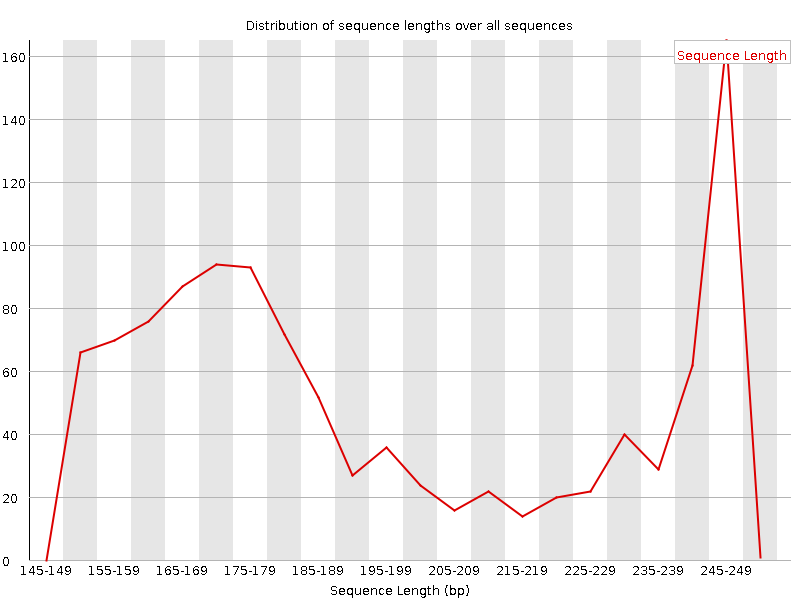 Distribution of sequence lengths over all sequences
Sequence Length
160
140
120
100
80
60
40
20
0
145-149 155-159 165-169 175-179 185-189 195-199 205-209 215-219 225-229 235-239 245-249
Sequence Length (bp)